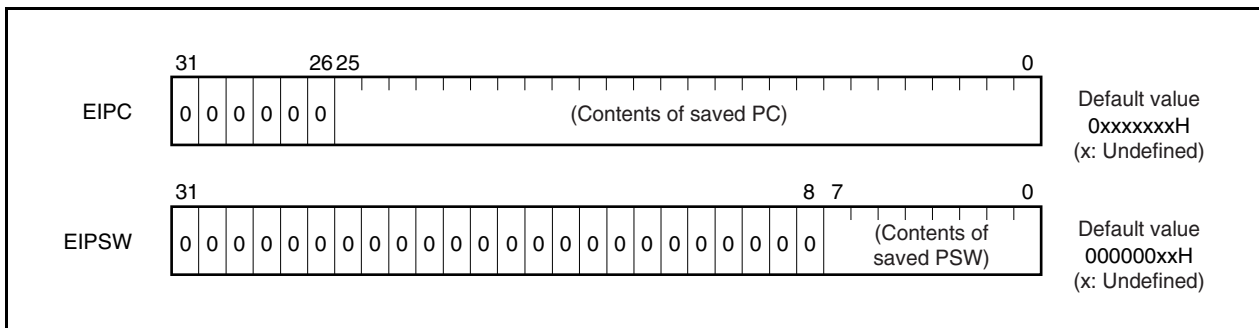 31 26 25 0
EIPC 0 0 0 0 0 0 (Contents of saved PC) Default value
0xxxxxxxH
(x: Undefined)
31 8 7 0
EIPSW 0 0 0 0 0 0 0 0 0 0 0 0 0 0 0 0 0 0 0 0 0 0 0 0 (Contents of
saved PSW) Default value
000000xxH
(x: Undefined)